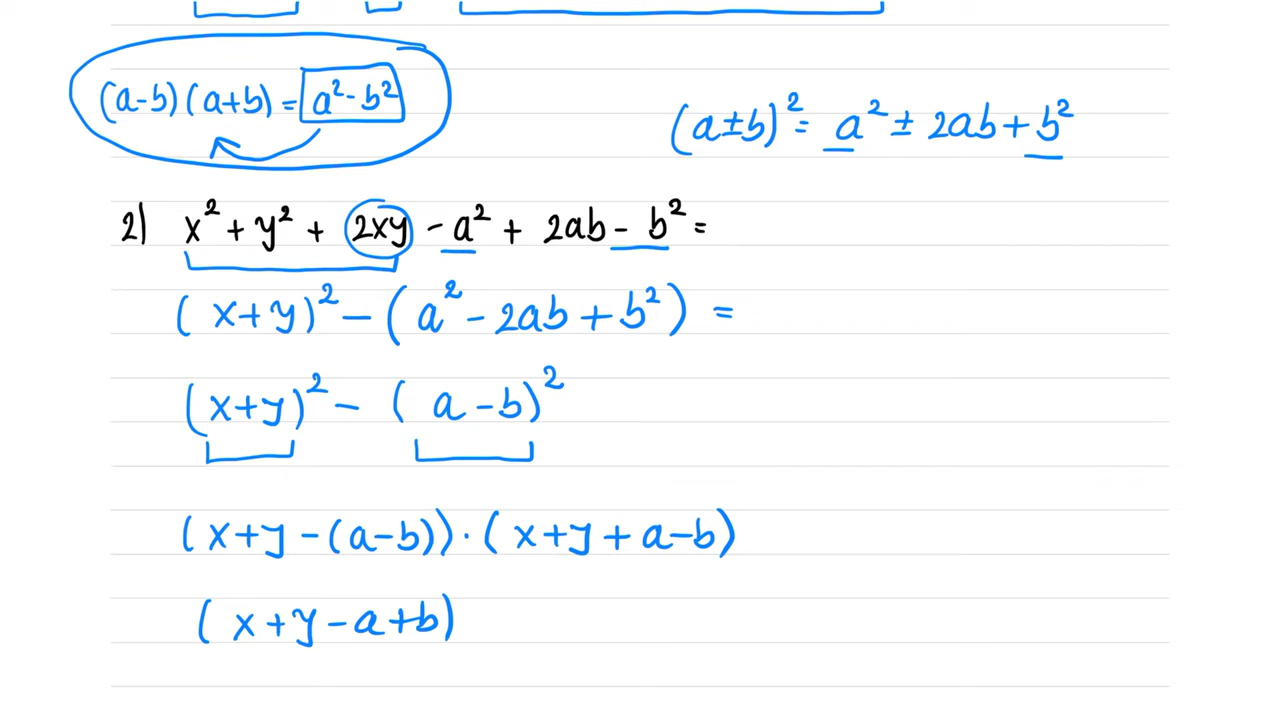 (a-b)(a+b) = a² - b²
(a±b)² = a² ± 2ab + b²
2) x² + y² + 2xy - a² + 2ab - b² =
(x+y)² - (a² - 2ab + b²) =
(x+y)² - (a - b)²
(x+y - (a-b)) · (x+y + a-b)
(x+y - a+b)